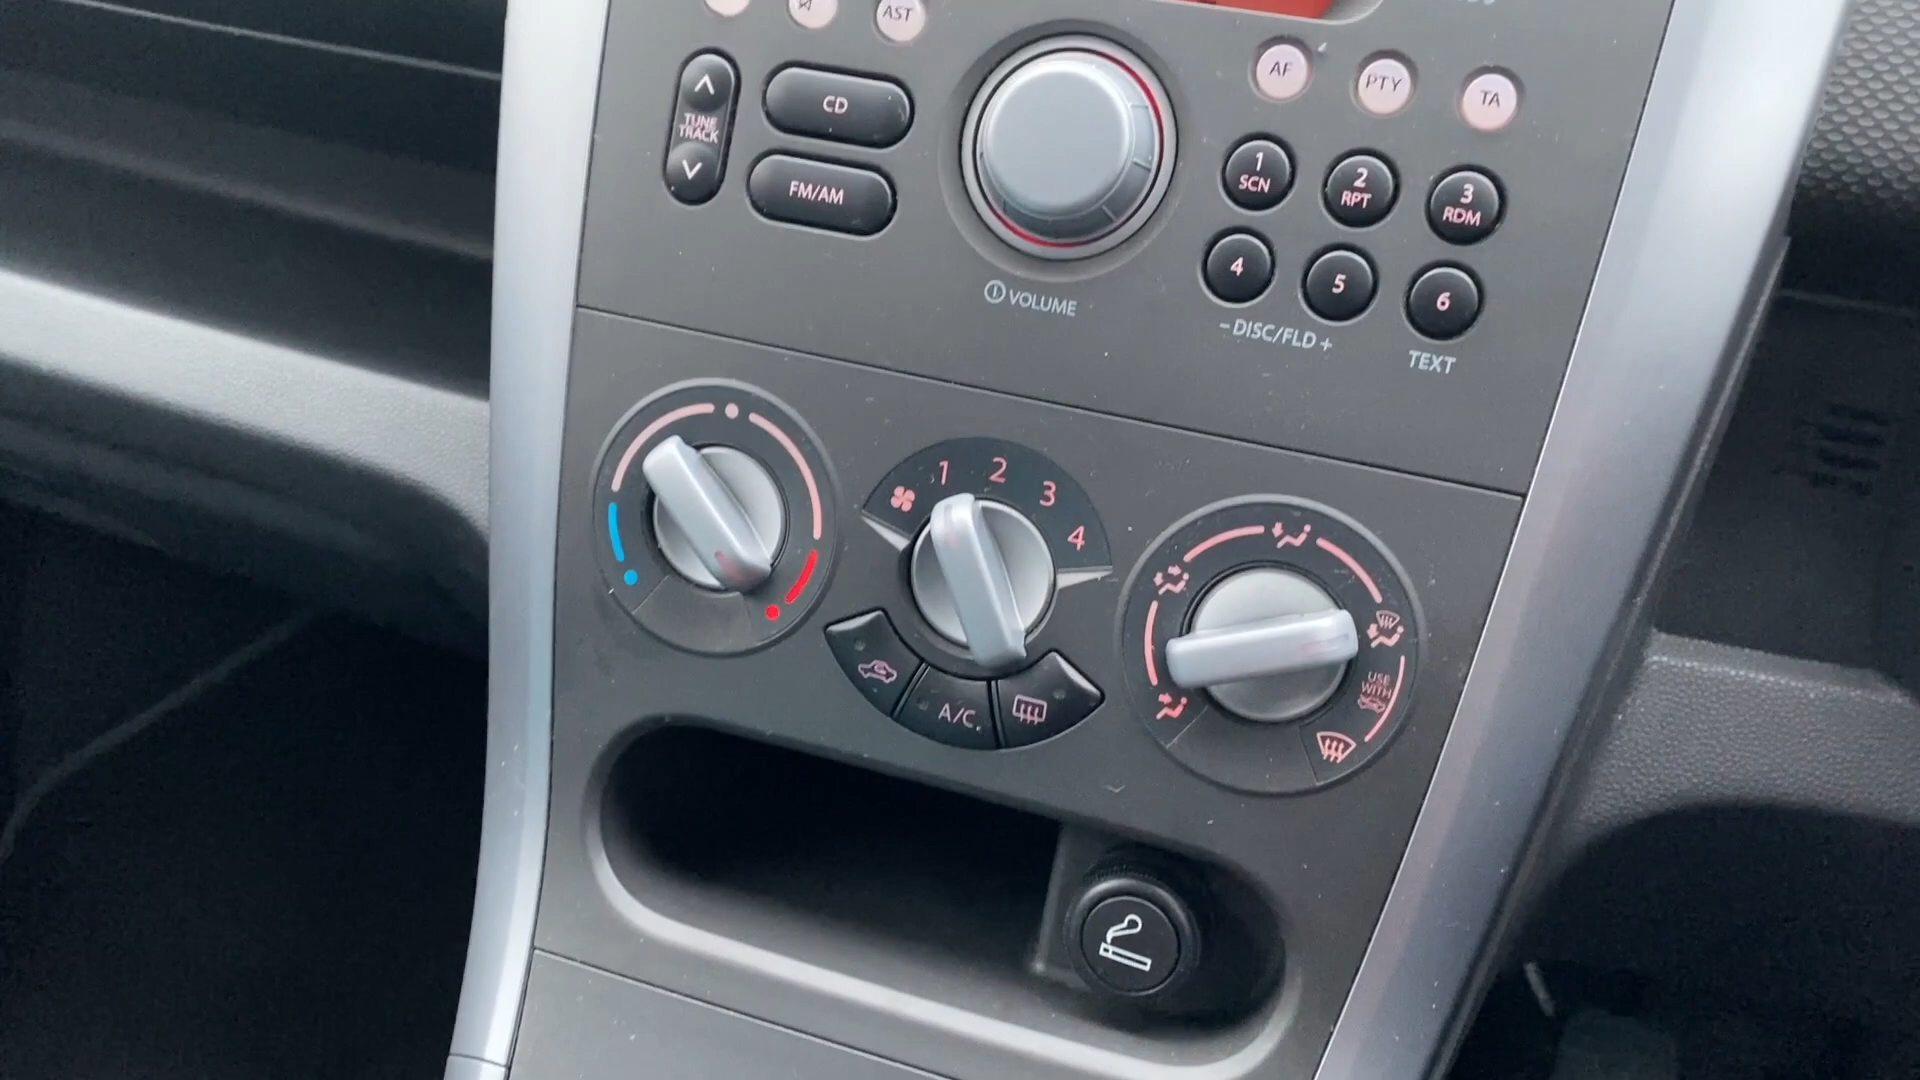 AST
AF
PTY
TA
TUNE
TRACK
CD
FM/AM
1
SCN
2
RPT
3
RDM
4
5
6
VOLUME
- DISC/FLD +
TEXT
1
2
3
4
USE
WITH
A/C